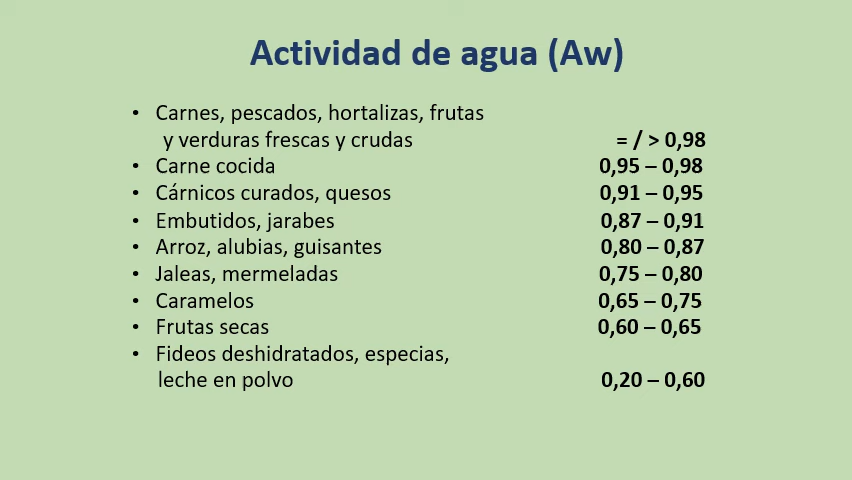 Actividad de agua (Aw)
• Carnes, pescados, hortalizas, frutas
y verduras frescas y crudas = / > 0,98
• Carne cocida 0,95 – 0,98
• Cárnicos curados, quesos 0,91 – 0,95
• Embutidos, jarabes 0,87 – 0,91
• Arroz, alubias, guisantes 0,80 – 0,87
• Jaleas, mermeladas 0,75 – 0,80
• Caramelos 0,65 – 0,75
• Frutas secas 0,60 – 0,65
• Fideos deshidratados, especias,
leche en polvo 0,20 – 0,60